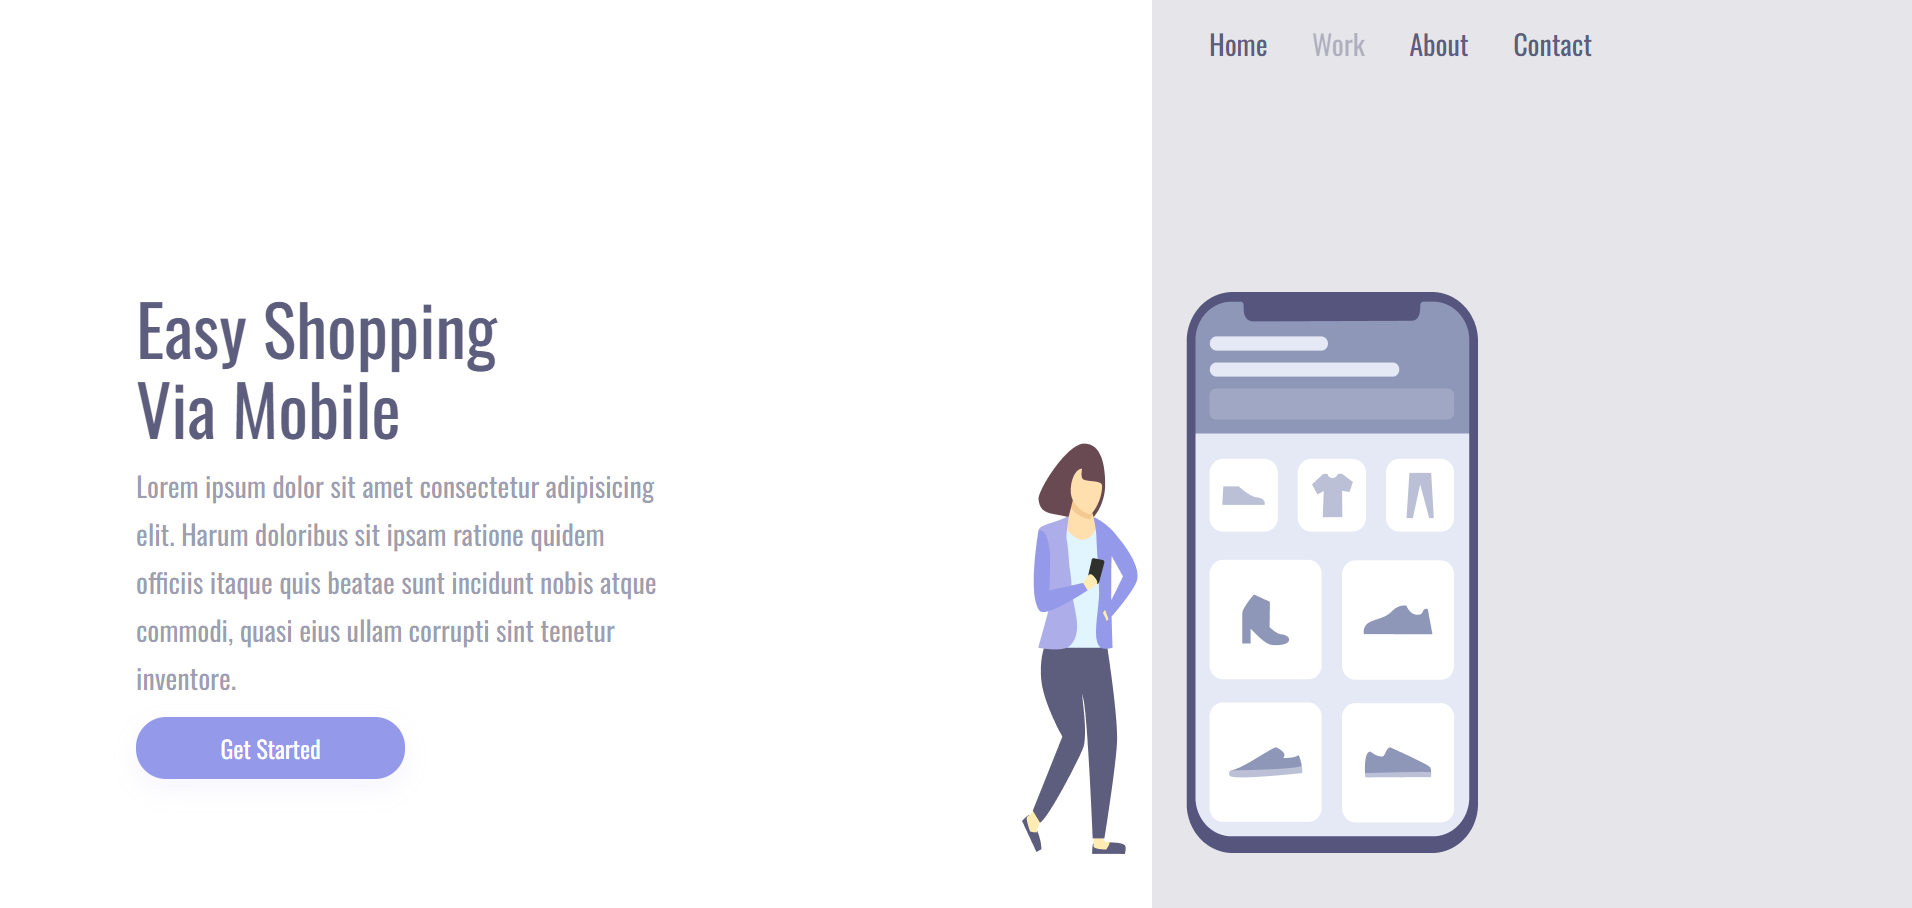 Home Work About Contact
Easy Shopping
Via Mobile
Lorem ipsum dolor sit amet consectetur adipisicing
elit. Harum doloribus sit ipsam ratione quidem
officiis itaque quis beatae sunt incidunt nobis atque
commodi, quasi eius ullam corrupti sint tenetur
inventore.
Get Started